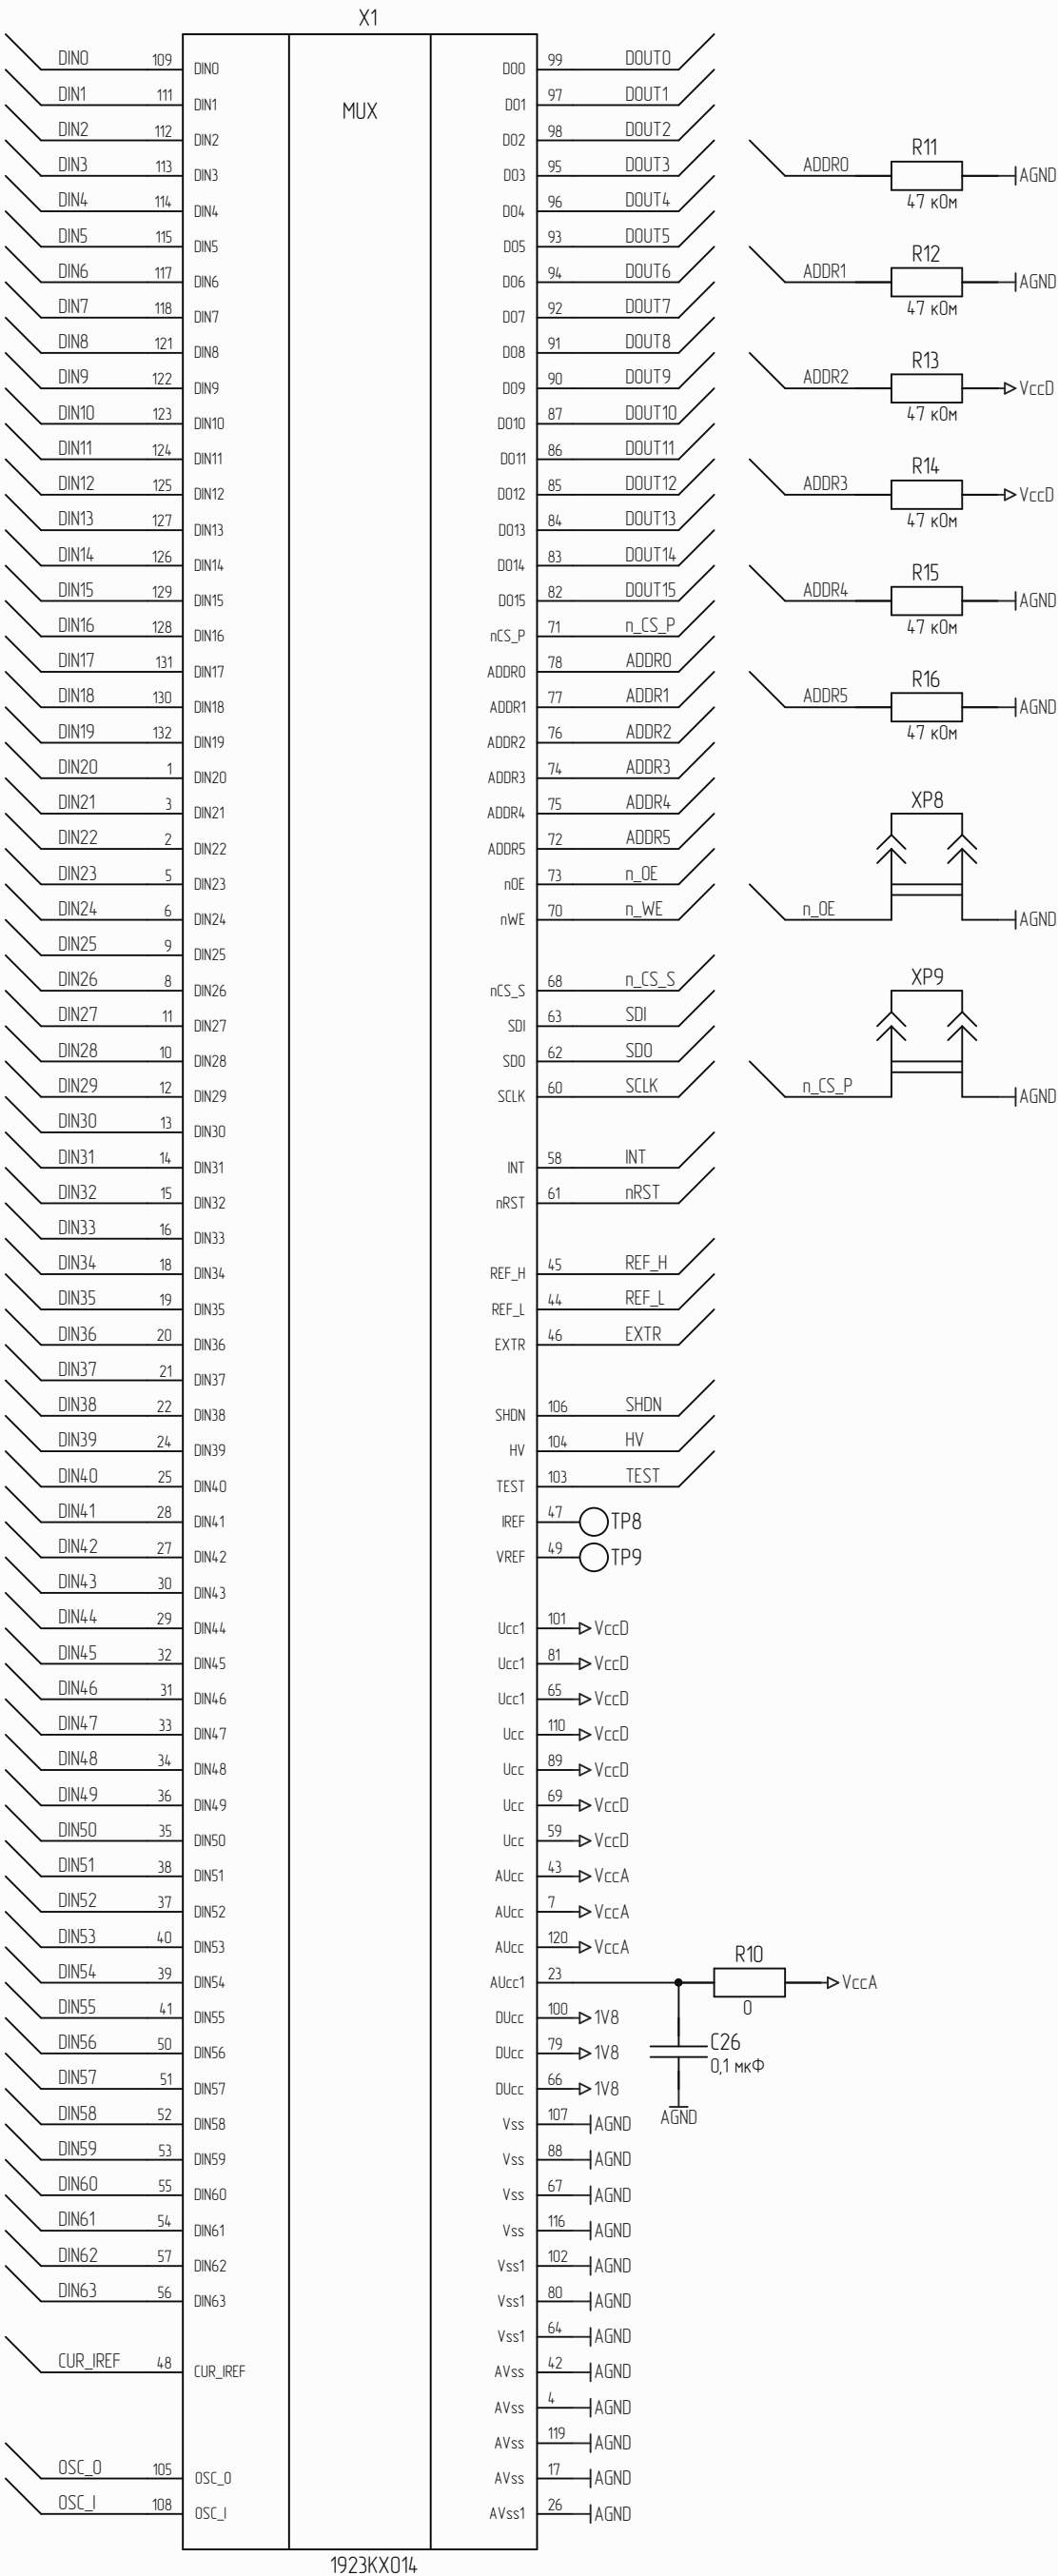 X1
MUX
DIN0 109 DIN0 DO0 99 DOUT0
DIN1 111 DIN1 DO1 97 DOUT1
DIN2 112 DIN2 DO2 98 DOUT2
DIN3 113 DIN3 DO3 95 DOUT3
DIN4 114 DIN4 DO4 96 DOUT4
DIN5 115 DIN5 DO5 93 DOUT5
DIN6 117 DIN6 DO6 94 DOUT6
DIN7 118 DIN7 DO7 92 DOUT7
DIN8 121 DIN8 DO8 91 DOUT8
DIN9 122 DIN9 DO9 90 DOUT9
DIN10 123 DIN10 DO10 87 DOUT10
DIN11 124 DIN11 DO11 86 DOUT11
DIN12 125 DIN12 DO12 85 DOUT12
DIN13 127 DIN13 DO13 84 DOUT13
DIN14 126 DIN14 DO14 83 DOUT14
DIN15 129 DIN15 DO15 82 DOUT15
DIN16 128 DIN16 nCS_P 71 n_CS_P
DIN17 131 DIN17 ADDR0 78 ADDR0
DIN18 130 DIN18 ADDR1 77 ADDR1
DIN19 132 DIN19 ADDR2 76 ADDR2
DIN20 1 DIN20 ADDR3 74 ADDR3
DIN21 3 DIN21 ADDR4 75 ADDR4
DIN22 2 DIN22 ADDR5 72 ADDR5
DIN23 5 DIN23 nOE 73 n_OE
DIN24 6 DIN24 nWE 70 n_WE
DIN25 9 DIN25
DIN26 8 DIN26 nCS_S 68 n_CS_S
DIN27 11 DIN27 SDI 63 SDI
DIN28 10 DIN28 SDO 62 SDO
DIN29 12 DIN29 SCLK 60 SCLK
DIN30 13 DIN30
DIN31 14 DIN31 INT 58 INT
DIN32 15 DIN32 nRST 61 nRST
DIN33 16 DIN33
DIN34 18 DIN34 REF_H 45 REF_H
DIN35 19 DIN35 REF_L 44 REF_L
DIN36 20 DIN36 EXTR 46 EXTR
DIN37 21 DIN37
DIN38 22 DIN38 SHDN 106 SHDN
DIN39 24 DIN39 HV 104 HV
DIN40 25 DIN40 TEST 103 TEST
DIN41 28 DIN41 IREF 47 TP8
DIN42 27 DIN42 VREF 49 TP9
DIN43 30 DIN43
DIN44 29 DIN44 Ucc1 101 VccD
DIN45 32 DIN45 Ucc1 81 VccD
DIN46 31 DIN46 Ucc1 65 VccD
DIN47 33 DIN47 Ucc 110 VccD
DIN48 34 DIN48 Ucc 89 VccD
DIN49 36 DIN49 Ucc 69 VccD
DIN50 35 DIN50 Ucc 59 VccD
DIN51 38 DIN51 AUcc 43 VccA
DIN52 37 DIN52 AUcc 7 VccA
DIN53 40 DIN53 AUcc 120 VccA
DIN54 39 DIN54 AUcc1 23
DIN55 41 DIN55 DUcc 100 1V8
DIN56 50 DIN56 DUcc 79 1V8
DIN57 51 DIN57 DUcc 66 1V8
DIN58 52 DIN58 Vss 107 AGND
DIN59 53 DIN59 Vss 88 AGND
DIN60 55 DIN60 Vss 67 AGND
DIN61 54 DIN61 Vss 116 AGND
DIN62 57 DIN62 Vss1 102 AGND
DIN63 56 DIN63 Vss1 80 AGND
Vss1 64 AGND
CUR_IREF 48 CUR_IREF AVss 42 AGND
AVss 4 AGND
AVss 119 AGND
OSC_O 105 OSC_O AVss 17 AGND
OSC_I 108 OSC_I AVss1 26 AGND
1923КХ014
R11
ADDR0 AGND
47 кОм
R12
ADDR1 AGND
47 кОм
R13
ADDR2 VccD
47 кОм
R14
ADDR3 VccD
47 кОм
R15
ADDR4 AGND
47 кОм
R16
ADDR5 AGND
47 кОм
XP8
n_OE AGND
XP9
n_CS_P AGND
R10
VccA
0
C26
0,1 мкФ
AGND